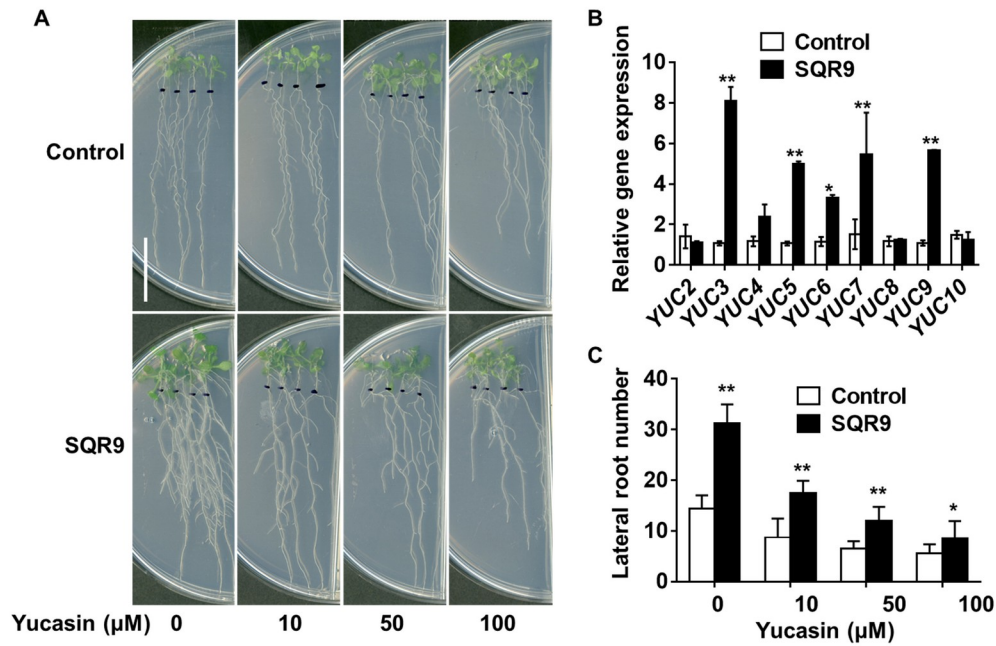 A
Control
SQR9
Yucasin (µM) 0 10 50 100
B
Control
SQR9
Relative gene expression
10
8
6
4
2
0
**
**
*
**
**
YUC2 YUC3 YUC4 YUC5 YUC6 YUC7 YUC8 YUC9 YUC10
C
Control
SQR9
Lateral root number
40
30
20
10
0
**
**
**
*
0 10 50 100
Yucasin (µM)